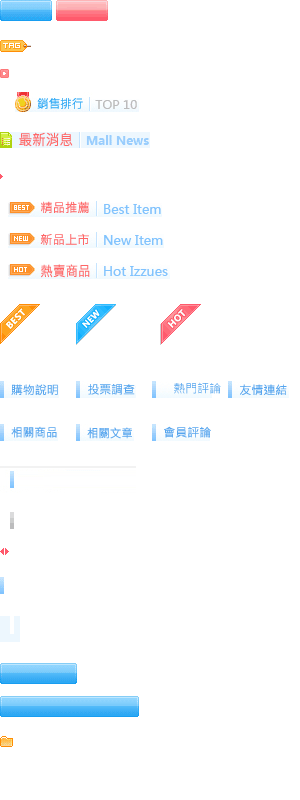 TAG
銷售排行 TOP 10
最新消息 Mall News
BEST 精品推薦 Best Item
NEW 新品上市 New Item
HOT 熱賣商品 Hot Izzues
BEST NEW HOT
購物說明 投票調查 熱門評論 友情連結
相關商品 相關文章 會員評論